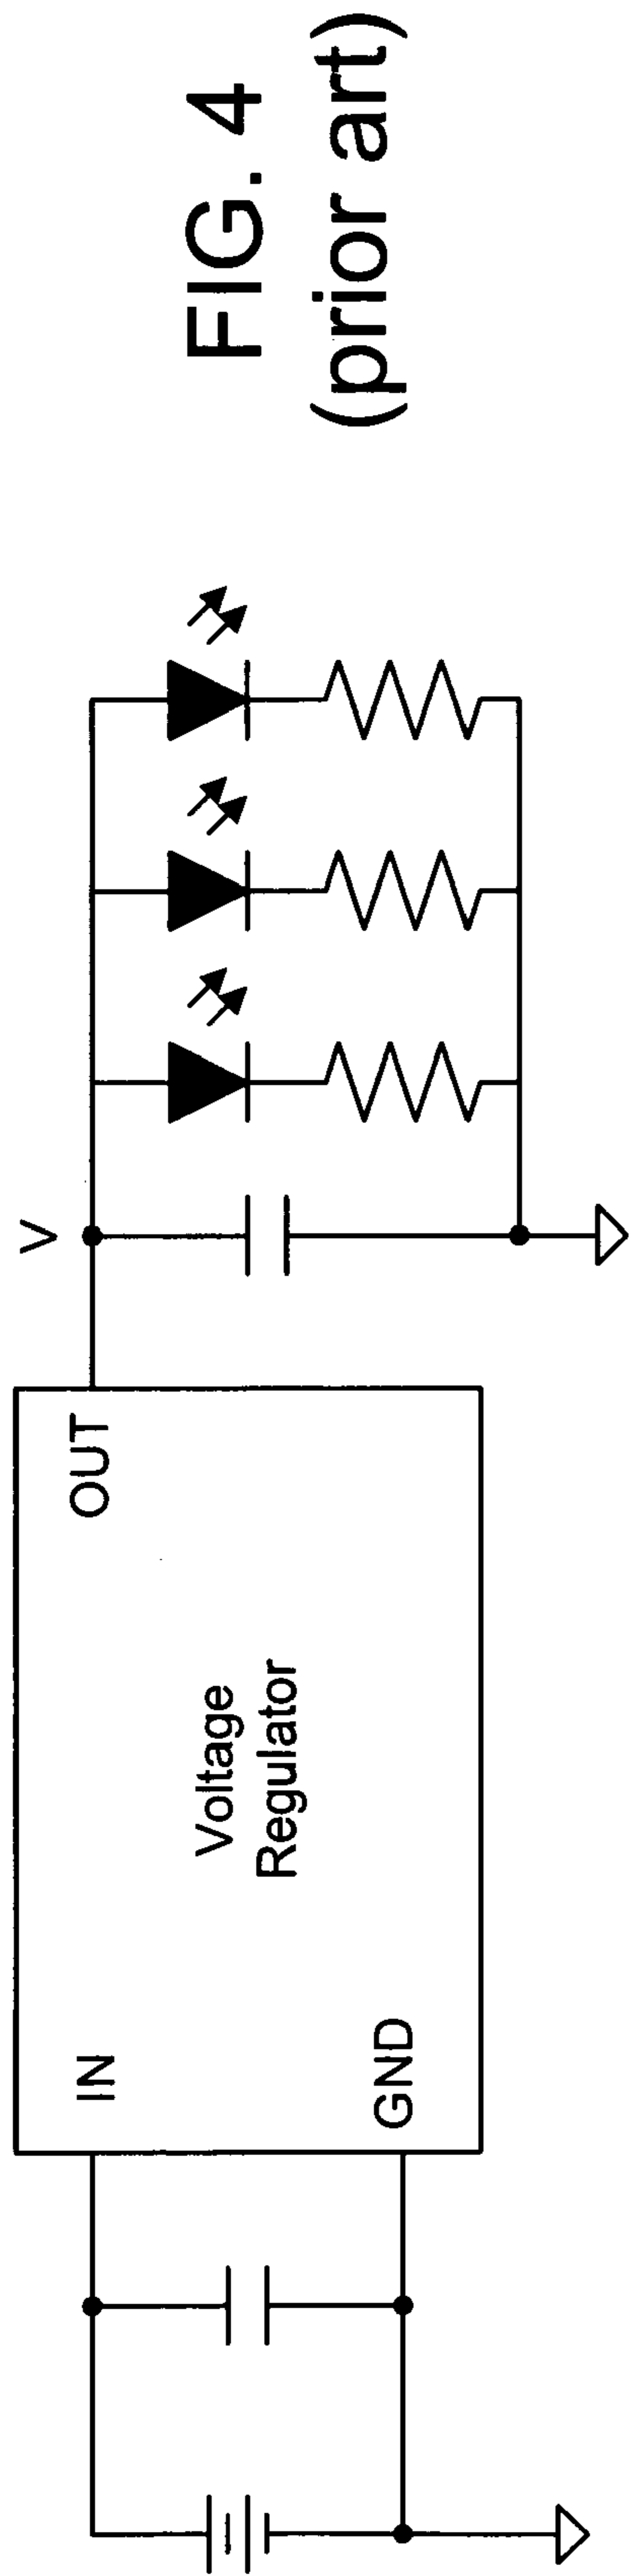 IN
GND
Voltage
Regulator
OUT
V
FIG. 4
(prior art)